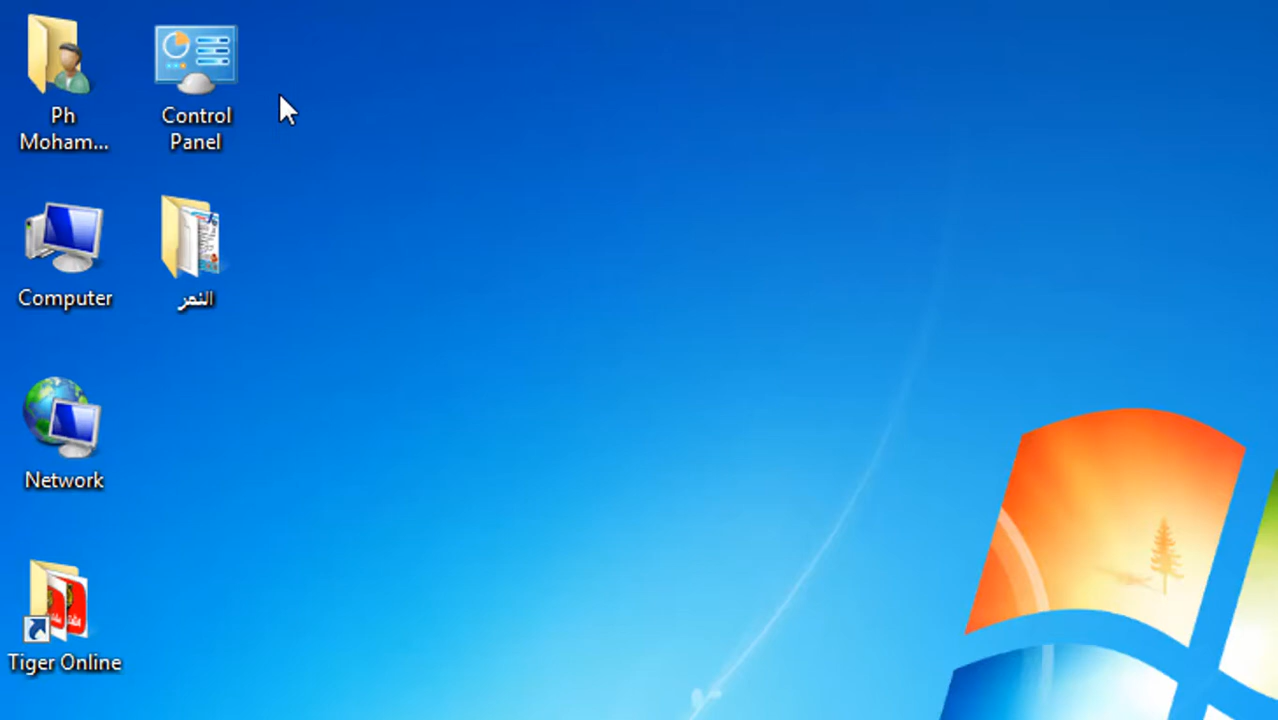 Ph
Moham...
Control
Panel
Computer
النمر
Network
Tiger Online